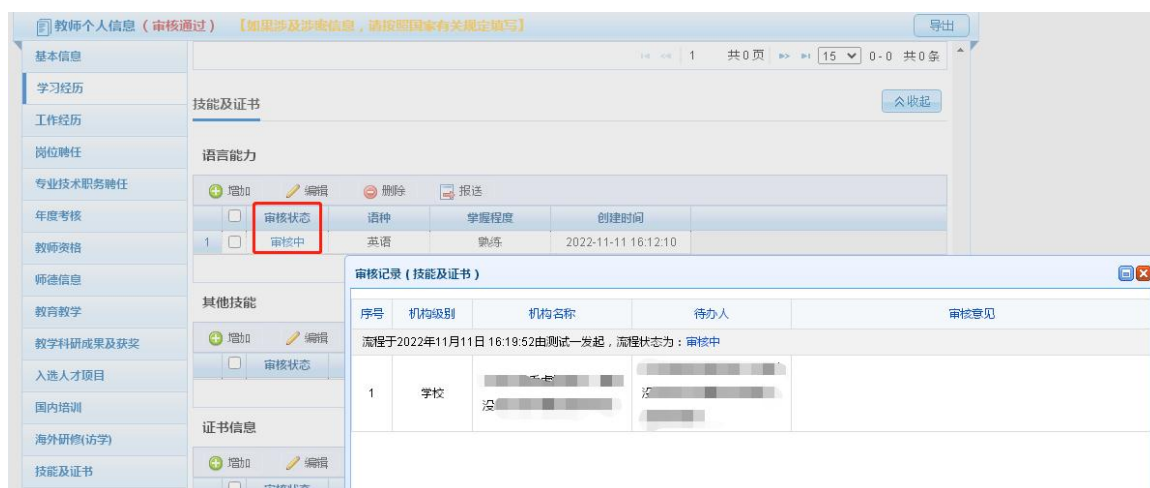 教师个人信息（审核通过） 【如果涉及涉密信息，请按照国家有关规定填写】 导出
基本信息
学习经历
工作经历
岗位聘任
专业技术职务聘任
年度考核
教师资格
师德信息
教育教学
教学科研成果及获奖
入选人才项目
国内培训
海外研修(访学)
技能及证书
1 共0页 15 0-0 共0条
技能及证书 收起
语言能力
增加 编辑 删除 报送
审核状态 语种 掌握程度 创建时间
1 审核中 英语 熟练 2022-11-11 16:12:10
其他技能
增加 编辑
审核状态
证书信息
增加 编辑
审核状态
审核记录（技能及证书）
序号 机构级别 机构名称 待办人 审核意见
流程于2022年11月11日 16:19:52由测试一发起，流程状态为：审核中
1 学校
没 没